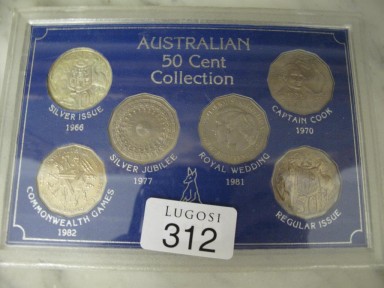 AUSTRALIAN
50 Cent
Collection
SILVER ISSUE
1966
CAPTAIN COOK
1970
SILVER JUBILEE
1977
ROYAL WEDDING
1981
COMMONWEALTH GAMES
1982
REGULAR ISSUE
LUGOSI
312